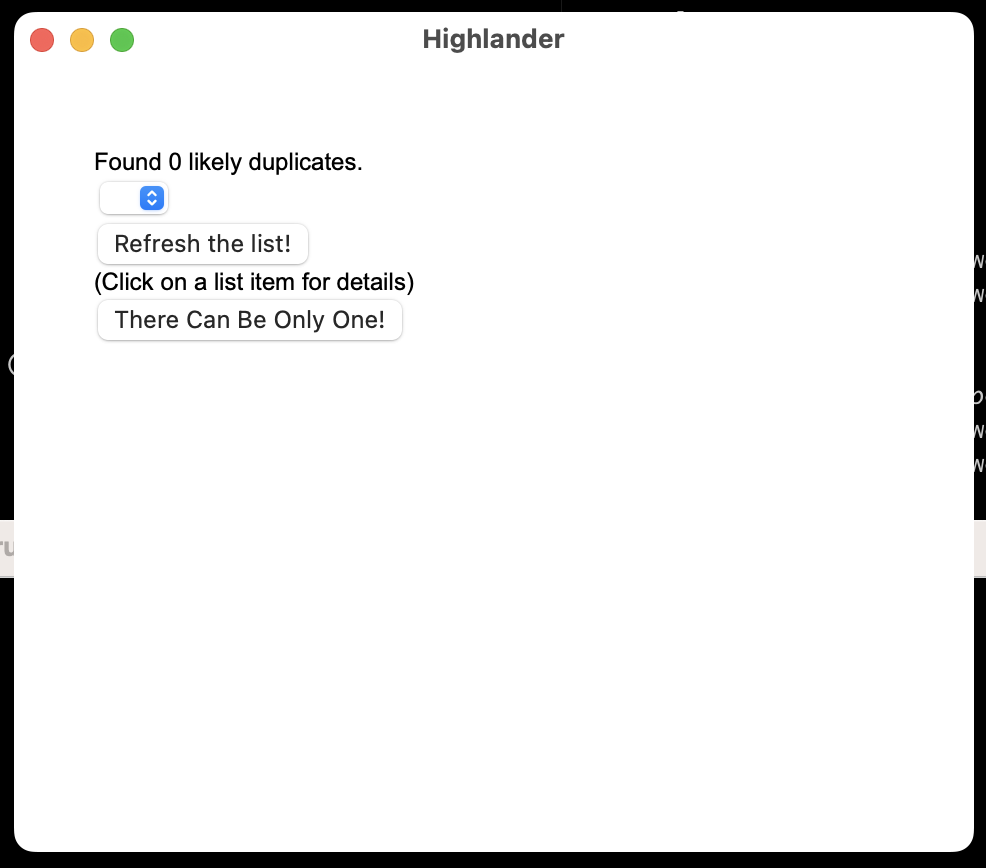 Highlander
Found 0 likely duplicates.
Refresh the list!
(Click on a list item for details)
There Can Be Only One!